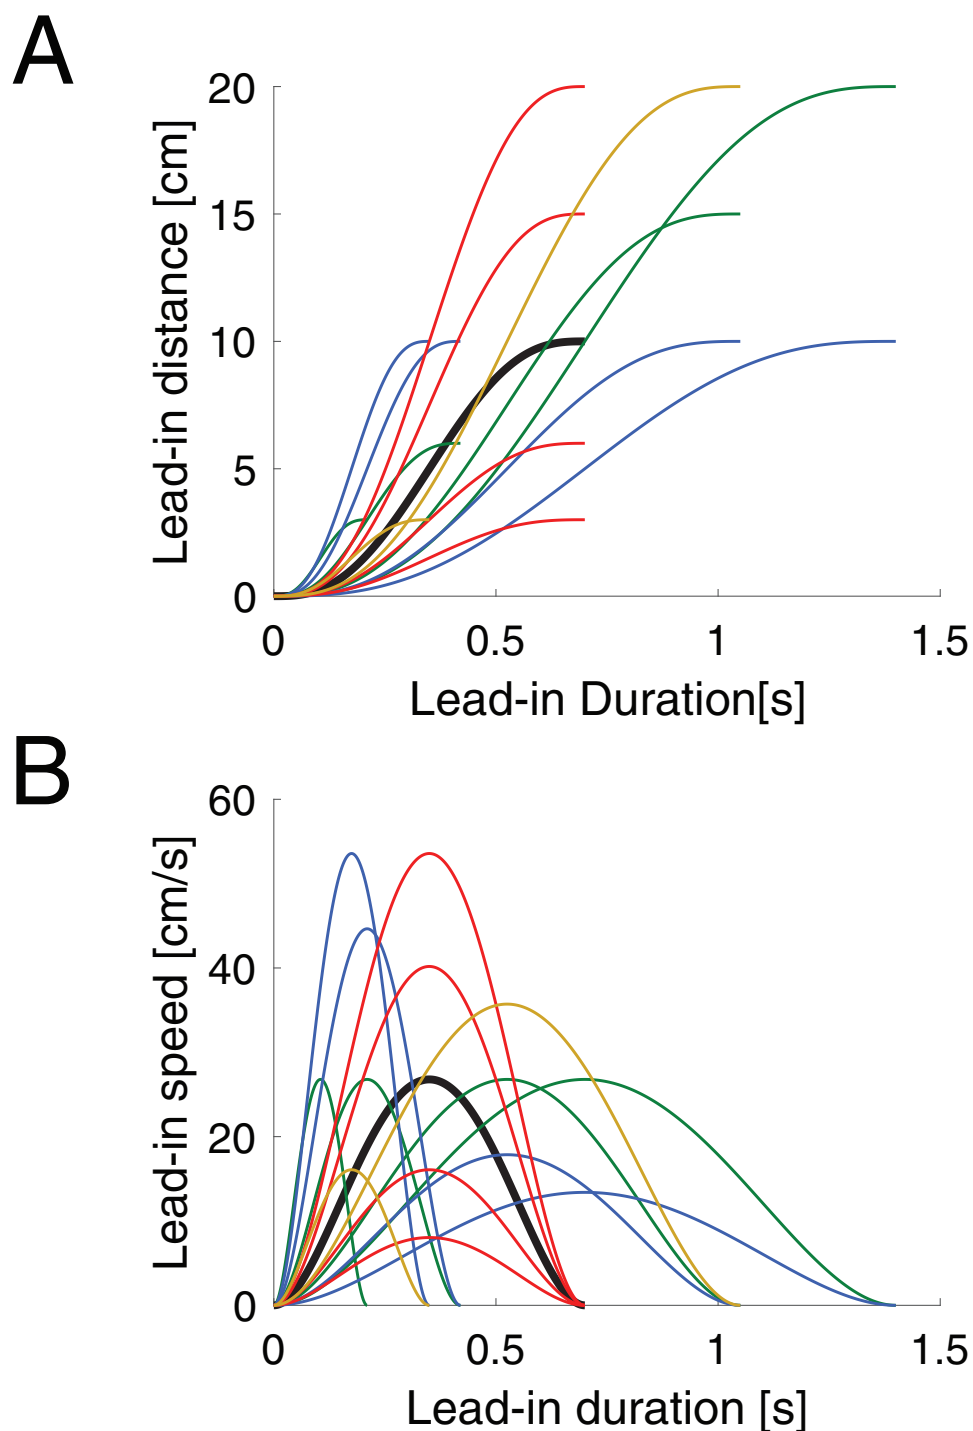 A
20
15
10
5
0
Lead-in distance [cm]
0 0.5 1 1.5
Lead-in Duration[s]
B
60
40
20
0
Lead-in speed [cm/s]
0 0.5 1 1.5
Lead-in duration [s]